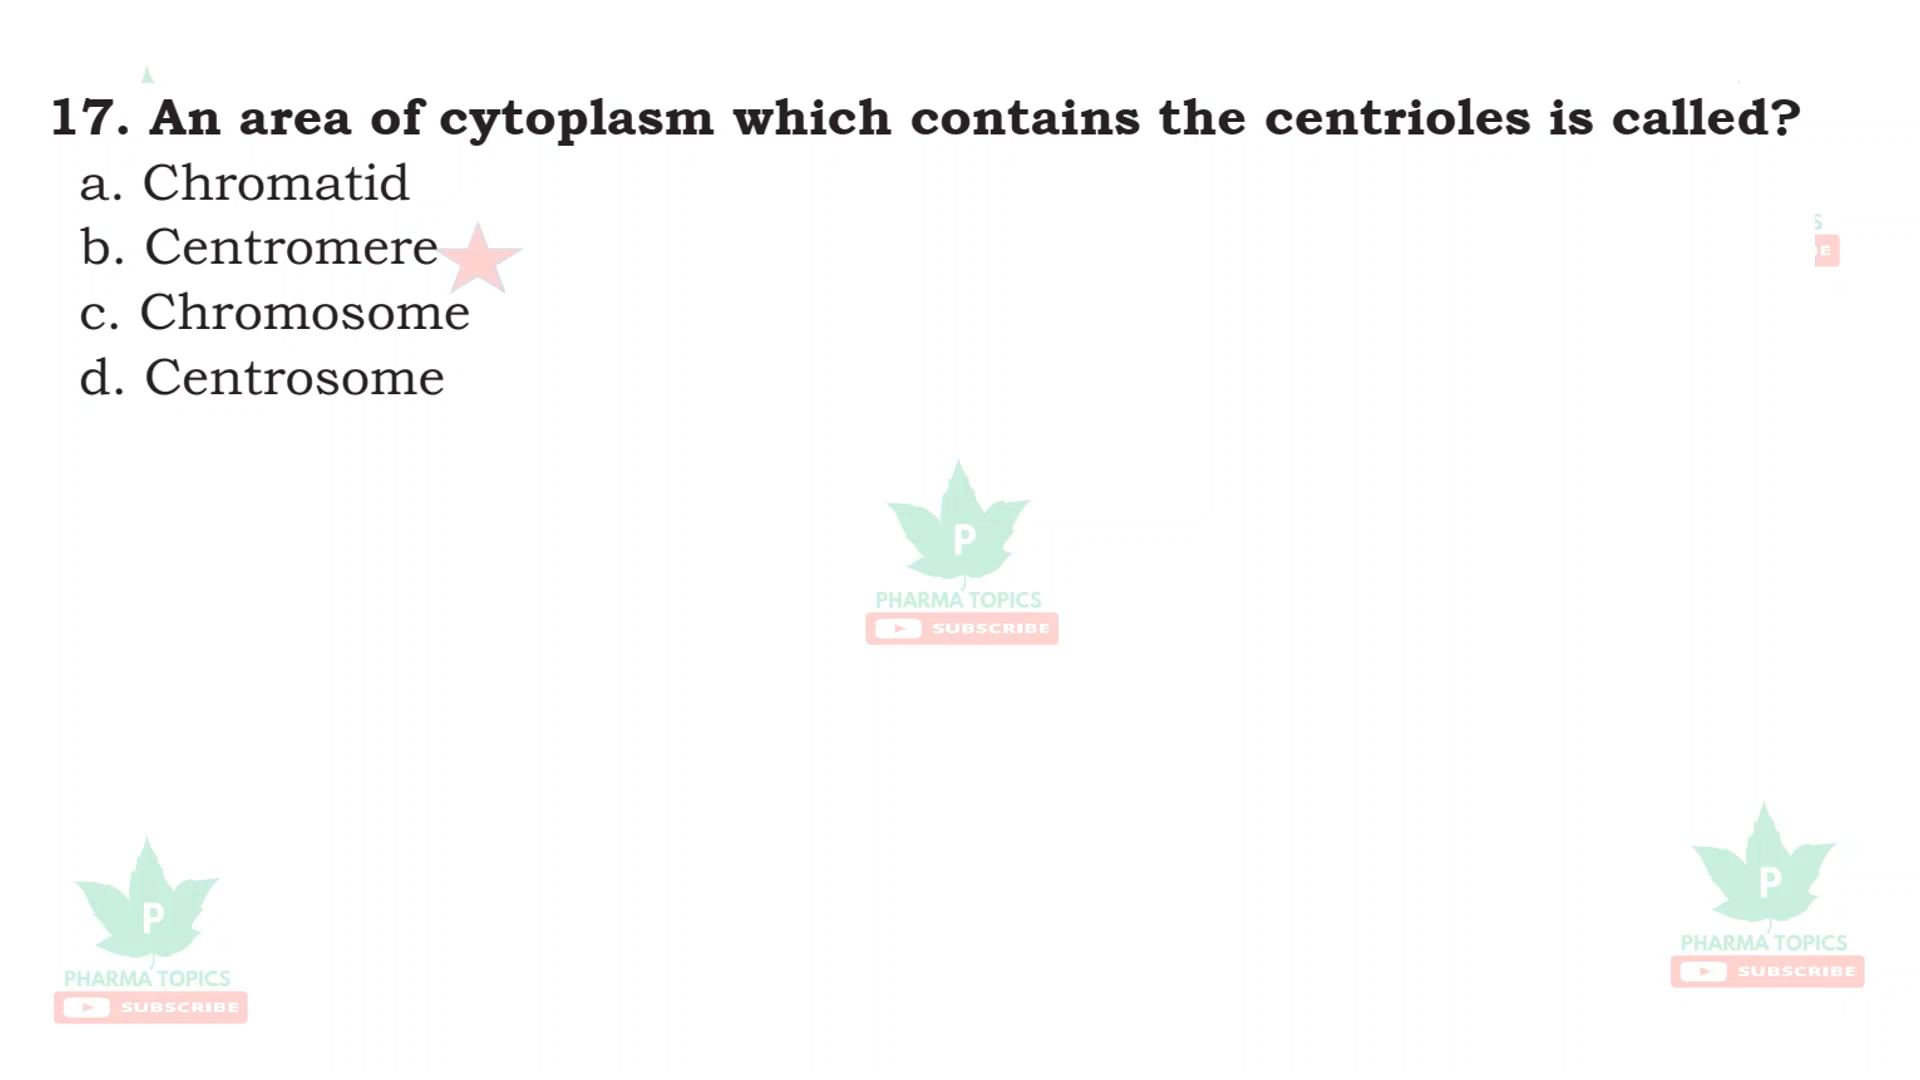 17. An area of cytoplasm which contains the centrioles is called?
a. Chromatid
b. Centromere
c. Chromosome
d. Centrosome
S
E
P
PHARMA TOPICS
SUBSCRIBE
P
PHARMA TOPICS
SUBSCRIBE
P
PHARMA TOPICS
SUBSCRIBE